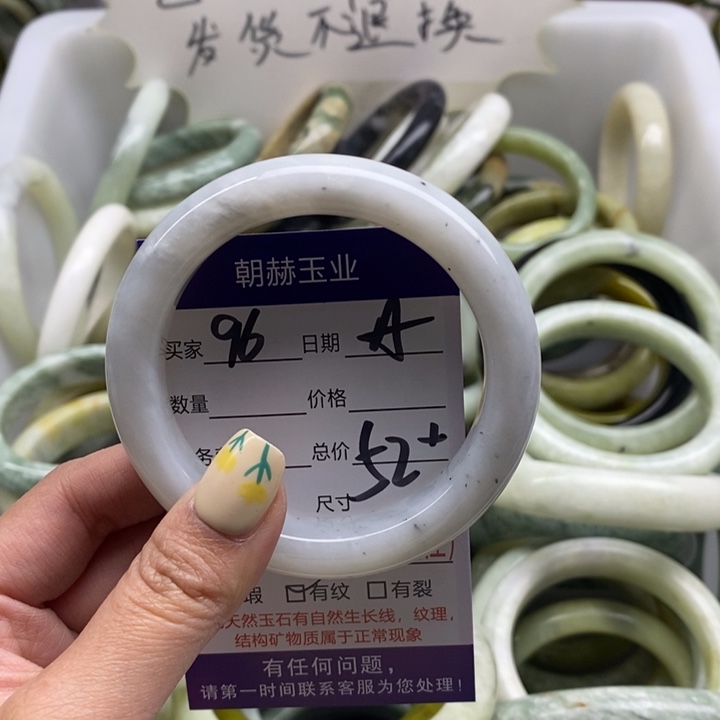 发货不退换
朝赫玉业
买家 96 日期 A
数量 价格
总价 52+
尺寸
有纹 有裂
天然玉石有自然生长线，纹理，
结构矿物质属于正常现象
有任何问题，
请第一时间联系客服为您处理！